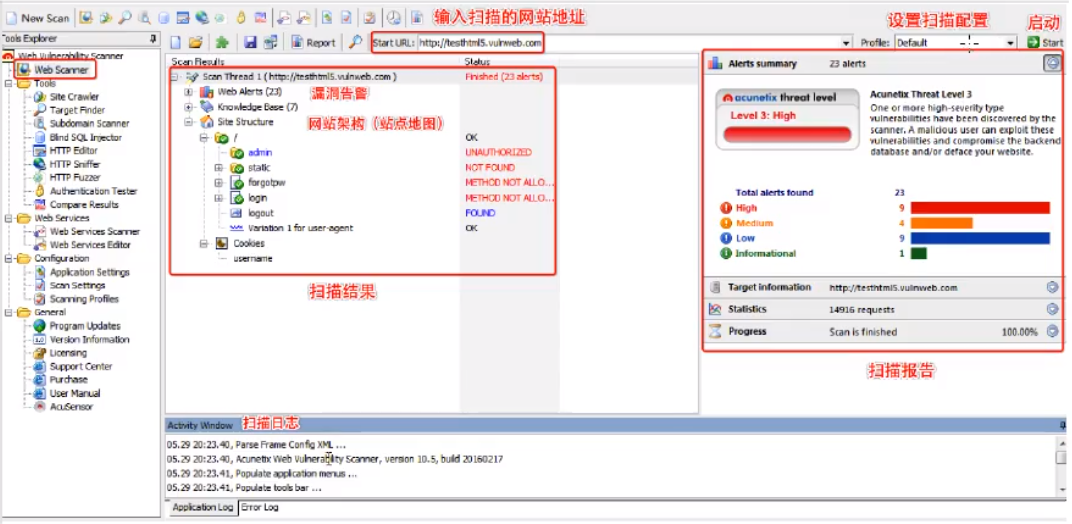 New Scan
输入扫描的网站地址
设置扫描配置
启动
Tools Explorer
Report
Start URL: http://testhtml5.vulnweb.com
Profile: Default
Start
Web Vulnerability Scanner
Web Scanner
Tools
Site Crawler
Target Finder
Subdomain Scanner
Blind SQL Injector
HTTP Editor
HTTP Sniffer
HTTP Fuzzer
Authentication Tester
Compare Results
Web Services
Web Services Scanner
Web Services Editor
Configuration
Application Settings
Scan Settings
Scanning Profiles
General
Program Updates
Version Information
Licensing
Support Center
Purchase
User Manual
AcuSensor
Scan Results Status
Scan Thread 1 ( http://testhtml5.vulnweb.com ) Finished (23 alerts)
Web Alerts (23)
漏洞告警
Knowledge Base (7)
Site Structure
网站架构（站点地图）
/ OK
admin UNAUTHORIZED
static NOT FOUND
forgotpw METHOD NOT ALLO...
login METHOD NOT ALLO...
logout FOUND
Variation 1 for user-agent OK
Cookies
username
扫描结果
Alerts summary 23 alerts
acunetix threat level
Level 3: High
Acunetix Threat Level 3
One or more high-severity type
vulnerabilities have been discovered by the
scanner. A malicious user can exploit these
vulnerabilities and compromise the backend
database and/or deface your website.
Total alerts found 23
High 9
Medium 4
Low 9
Informational 1
Target information http://testhtml5.vulnweb.com
Statistics 14916 requests
Progress Scan is finished 100.00%
扫描报告
Activity Window
扫描日志
05.29 20:23.40, Parse Frame Config XML ...
05.29 20:23.40, Acunetix Web Vulnerability Scanner, version 10.5, build 20160217
05.29 20:23.41, Populate application menus ...
05.29 20:23.41, Populate tools bar ...
Application Log Error Log